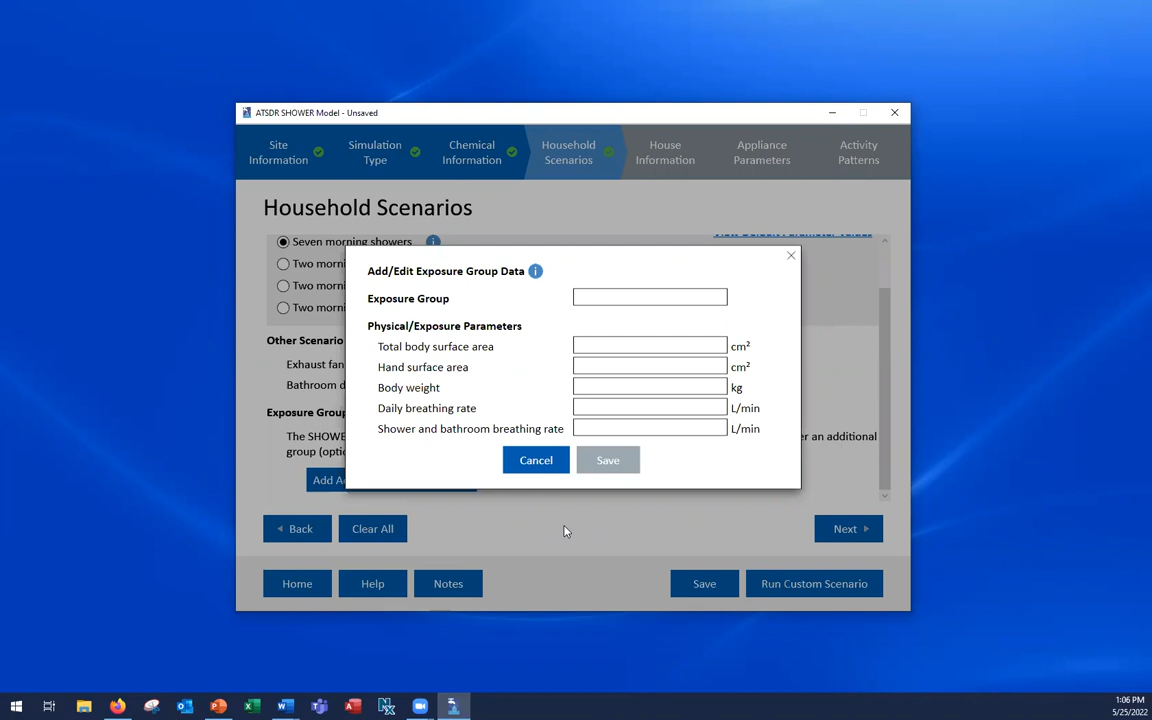 ATSDR SHOWER Model - Unsaved
Site Information
Simulation Type
Chemical Information
Household Scenarios
House Information
Appliance Parameters
Activity Patterns
Household Scenarios
Seven morning showers
View Default Parameter Values
Two morni
Two morni
Two morni
Other Scenario
Exhaust fan
Bathroom d
Exposure Group
The SHOWE
er an additional
group (optic
Add A
Add/Edit Exposure Group Data
Exposure Group
Physical/Exposure Parameters
Total body surface area cm²
Hand surface area cm²
Body weight kg
Daily breathing rate L/min
Shower and bathroom breathing rate L/min
Cancel Save
Back Clear All Next
Home Help Notes Save Run Custom Scenario
1:06 PM
5/25/2022